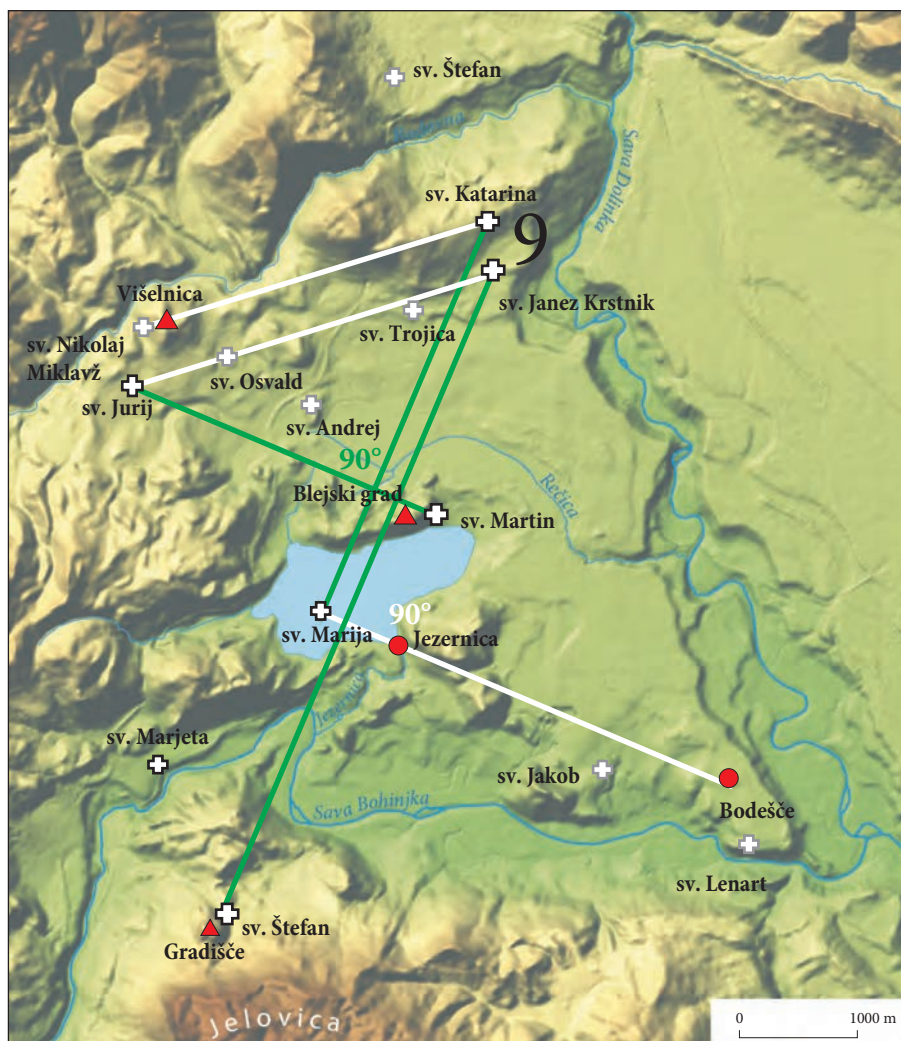 sv. Štefan
Sava Dolinka
sv. Katarina
9
sv. Janez Krstnik
Višelnica
sv. Trojica
sv. Nikolaj
Miklavž
sv. Osvald
sv. Jurij
sv. Andrej
90°
Blejski grad
Rečica
sv. Martin
90°
sv. Marija
Jezernica
Jezernica
sv. Marjeta
sv. Jakob
Sava Bohinjka
Bodešče
sv. Lenart
sv. Štefan
Gradišče
Jelovica
0 1000 m